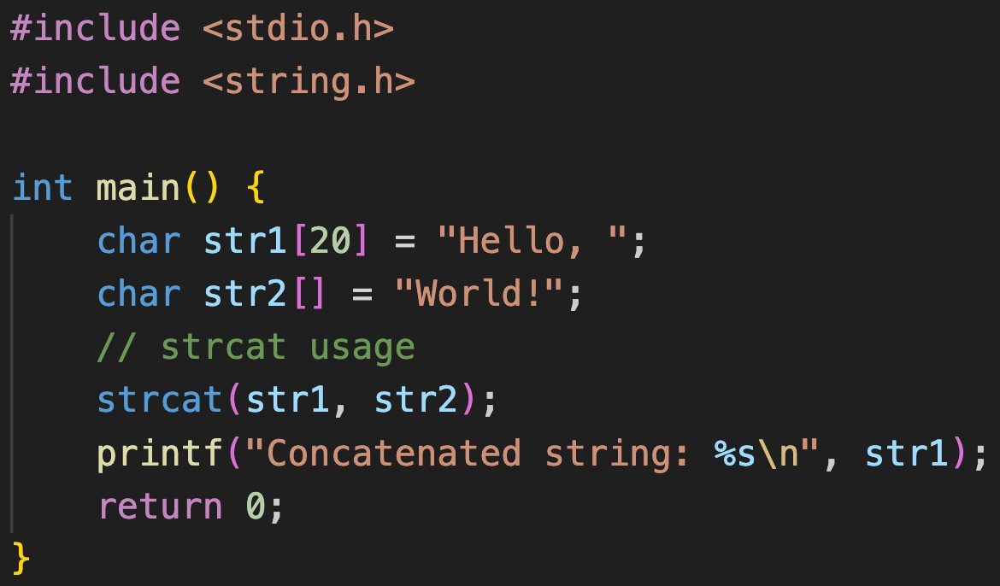 #include <stdio.h>
#include <string.h>

int main() {
    char str1[20] = "Hello, ";
    char str2[] = "World!";
    // strcat usage
    strcat(str1, str2);
    printf("Concatenated string: %s\n", str1);
    return 0;
}